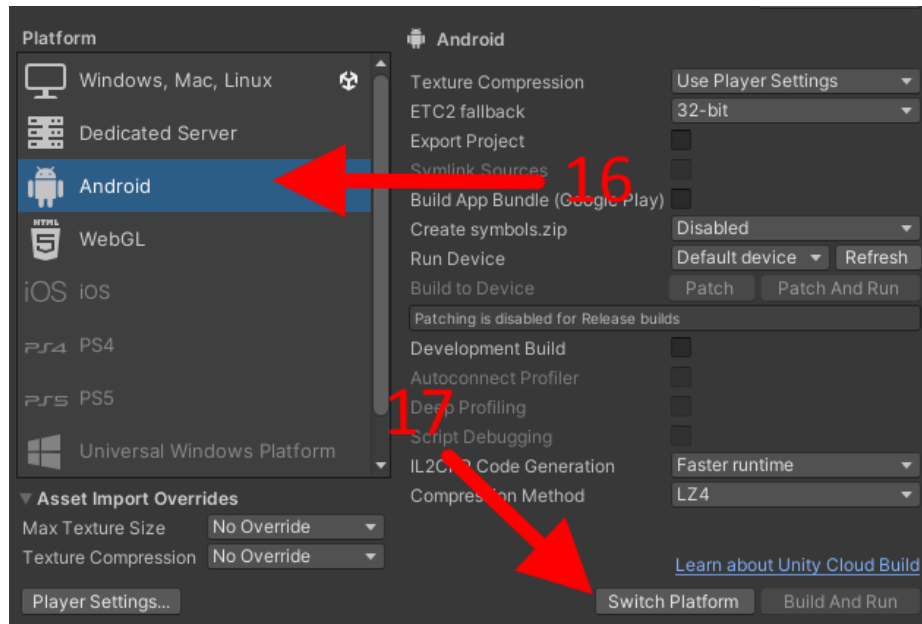 Platform
Windows, Mac, Linux
Dedicated Server
Android
HTML
5
WebGL
iOS iOS
PS4 PS4
PS5 PS5
Universal Windows Platform
Asset Import Overrides
Max Texture Size No Override
Texture Compression No Override
Player Settings...
Android
Texture Compression Use Player Settings
ETC2 fallback 32-bit
Export Project
Symlink Sources
16
Build App Bundle (Google Play)
Create symbols.zip Disabled
Run Device Default device Refresh
Build to Device Patch Patch And Run
Patching is disabled for Release builds
Development Build
Autoconnect Profiler
17
Deep Profiling
Script Debugging
IL2CPP Code Generation Faster runtime
Compression Method LZ4
Learn about Unity Cloud Build
Switch Platform Build And Run